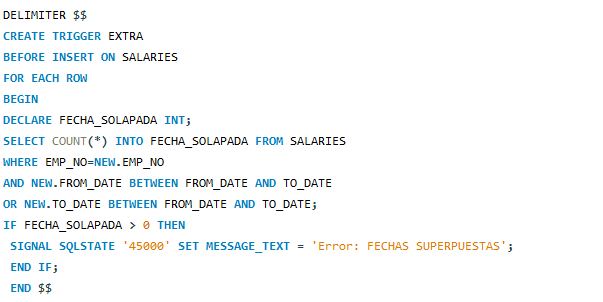 DELIMITER $$
CREATE TRIGGER EXTRA
BEFORE INSERT ON SALARIES
FOR EACH ROW
BEGIN
DECLARE FECHA_SOLAPADA INT;
SELECT COUNT(*) INTO FECHA_SOLAPADA FROM SALARIES
WHERE EMP_NO=NEW.EMP_NO
AND NEW.FROM_DATE BETWEEN FROM_DATE AND TO_DATE
OR NEW.TO_DATE BETWEEN FROM_DATE AND TO_DATE;
IF FECHA_SOLAPADA > 0 THEN
SIGNAL SQLSTATE '45000' SET MESSAGE_TEXT = 'Error: FECHAS SUPERPUESTAS';
END IF;
END $$